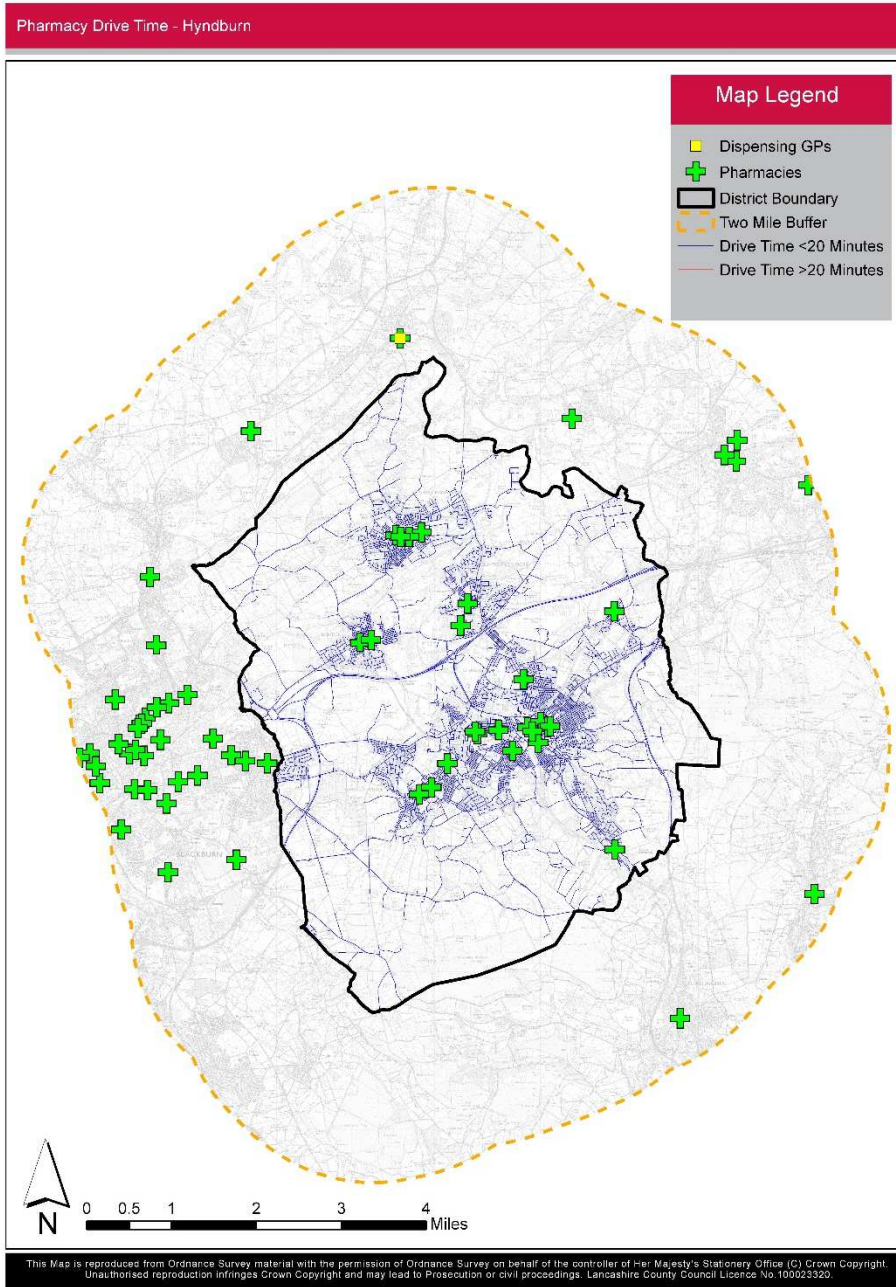 Pharmacy Drive Time - Hyndburn
Map Legend
Dispensing GPs
Pharmacies
District Boundary
Two Mile Buffer
Drive Time <20 Minutes
Drive Time >20 Minutes
BLACKBURN
N
0 0.5 1 2 3 4
Miles
This Map is reproduced from Ordnance Survey material with the permission of Ordnance Survey on behalf of the controller of Her Majesty's Stationery Office (C) Crown Copyright.
Unauthorised reproduction infringes Crown Copyright and may lead to Prosecution or civil proceedings. Lancashire County Council Licence No.100023320.